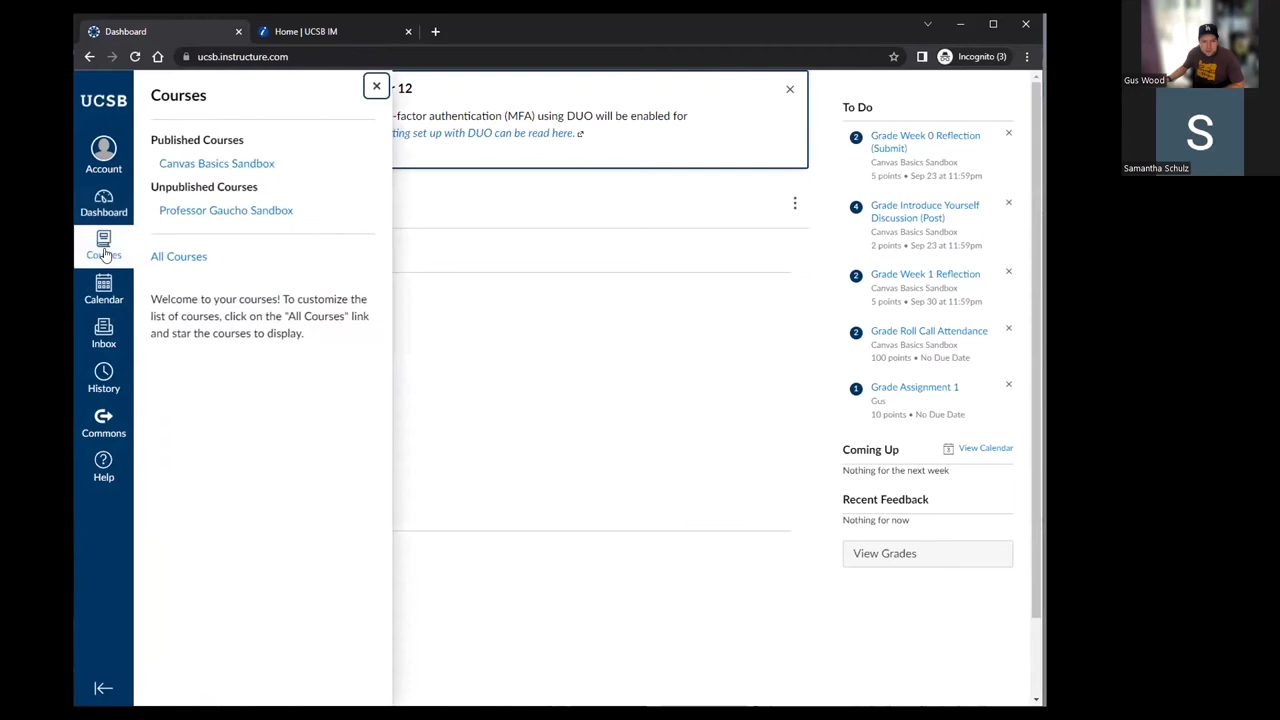 Dashboard
Home | UCSB IM
ucsb.instructure.com
Incognito (3)
UCSB
Account
Dashboard
Courses
Calendar
Inbox
History
Commons
Help
Courses
Published Courses
Canvas Basics Sandbox
Unpublished Courses
Professor Gaucho Sandbox
All Courses
Welcome to your courses! To customize the
list of courses, click on the "All Courses" link
and star the courses to display.
12
-factor authentication (MFA) using DUO will be enabled for
ting set up with DUO can be read here.
To Do
2
Grade Week 0 Reflection
(Submit)
Canvas Basics Sandbox
5 points • Sep 23 at 11:59pm
4
Grade Introduce Yourself
Discussion (Post)
Canvas Basics Sandbox
2 points • Sep 23 at 11:59pm
2
Grade Week 1 Reflection
Canvas Basics Sandbox
5 points • Sep 30 at 11:59pm
2
Grade Roll Call Attendance
Canvas Basics Sandbox
100 points • No Due Date
1
Grade Assignment 1
Gus
10 points • No Due Date
Coming Up
View Calendar
Nothing for the next week
Recent Feedback
Nothing for now
View Grades
Gus Wood
S
Samantha Schulz